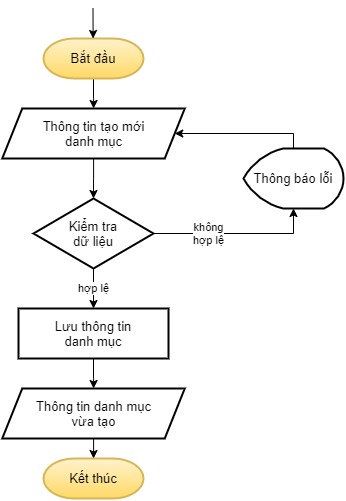 Bắt đầu
Thông tin tạo mới
danh mục
Thông báo lỗi
Kiểm tra
dữ liệu
không
hợp lệ
hợp lệ
Lưu thông tin
danh mục
Thông tin danh mục
vừa tạo
Kết thúc